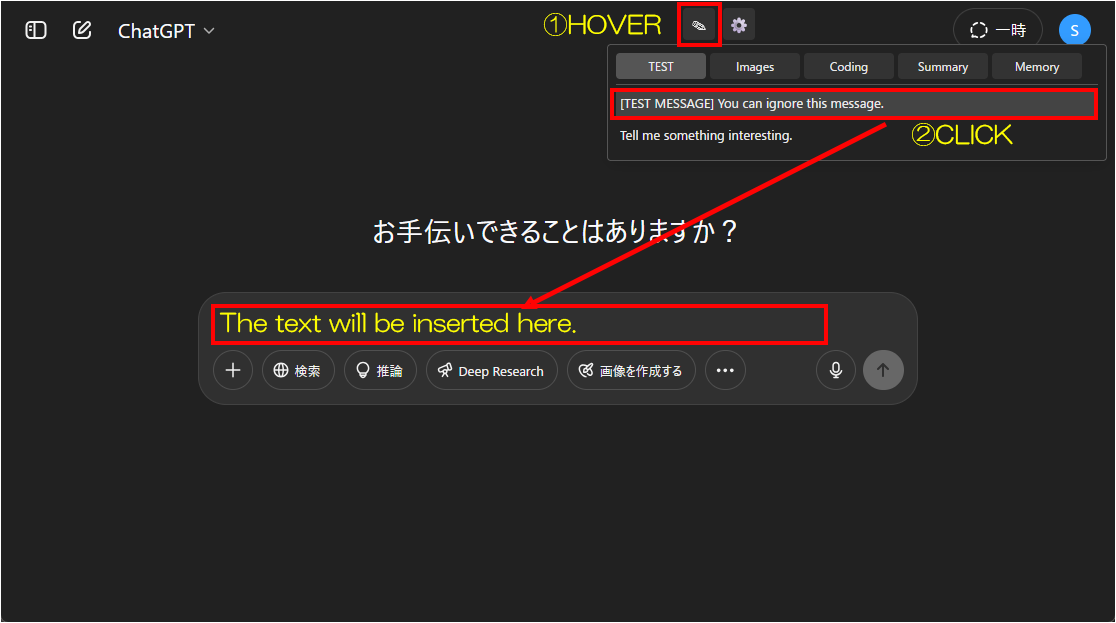 ChatGPT
①HOVER
一時
S
TEST Images Coding Summary Memory
[TEST MESSAGE] You can ignore this message.
Tell me something interesting.
②CLICK
お手伝いできることはありますか？
The text will be inserted here.
検索 推論 Deep Research 画像を作成する